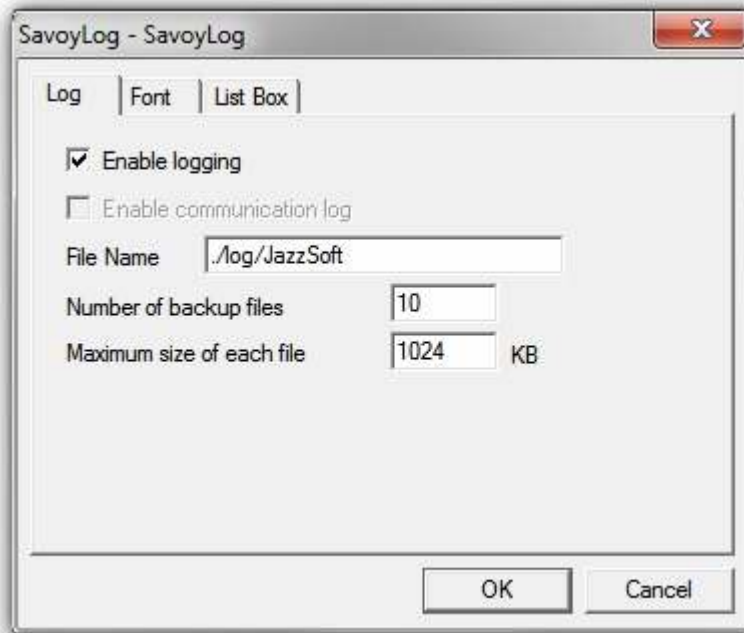 SavoyLog - SavoyLog
Log Font List Box
Enable logging
Enable communication log
File Name ./log/JazzSoft
Number of backup files 10
Maximum size of each file 1024 KB
OK Cancel